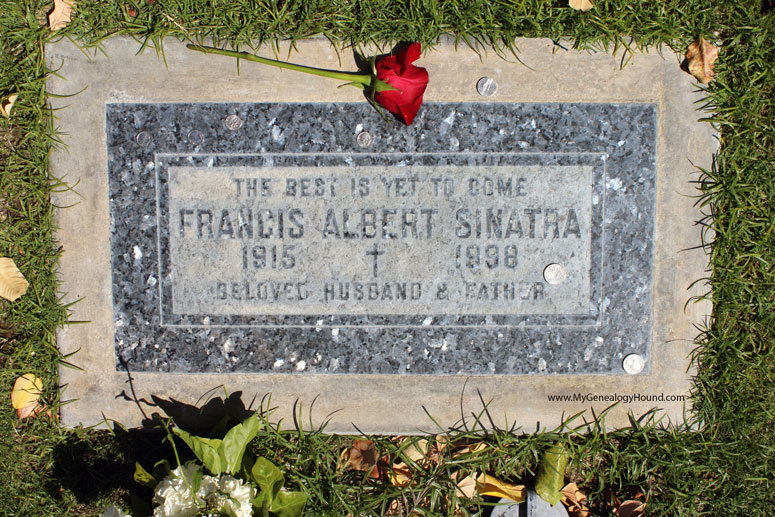 THE BEST IS YET TO COME
FRANCIS ALBERT SINATRA
1915 † 1998
BELOVED HUSBAND & FATHER
www.MyGenealogyHound.com